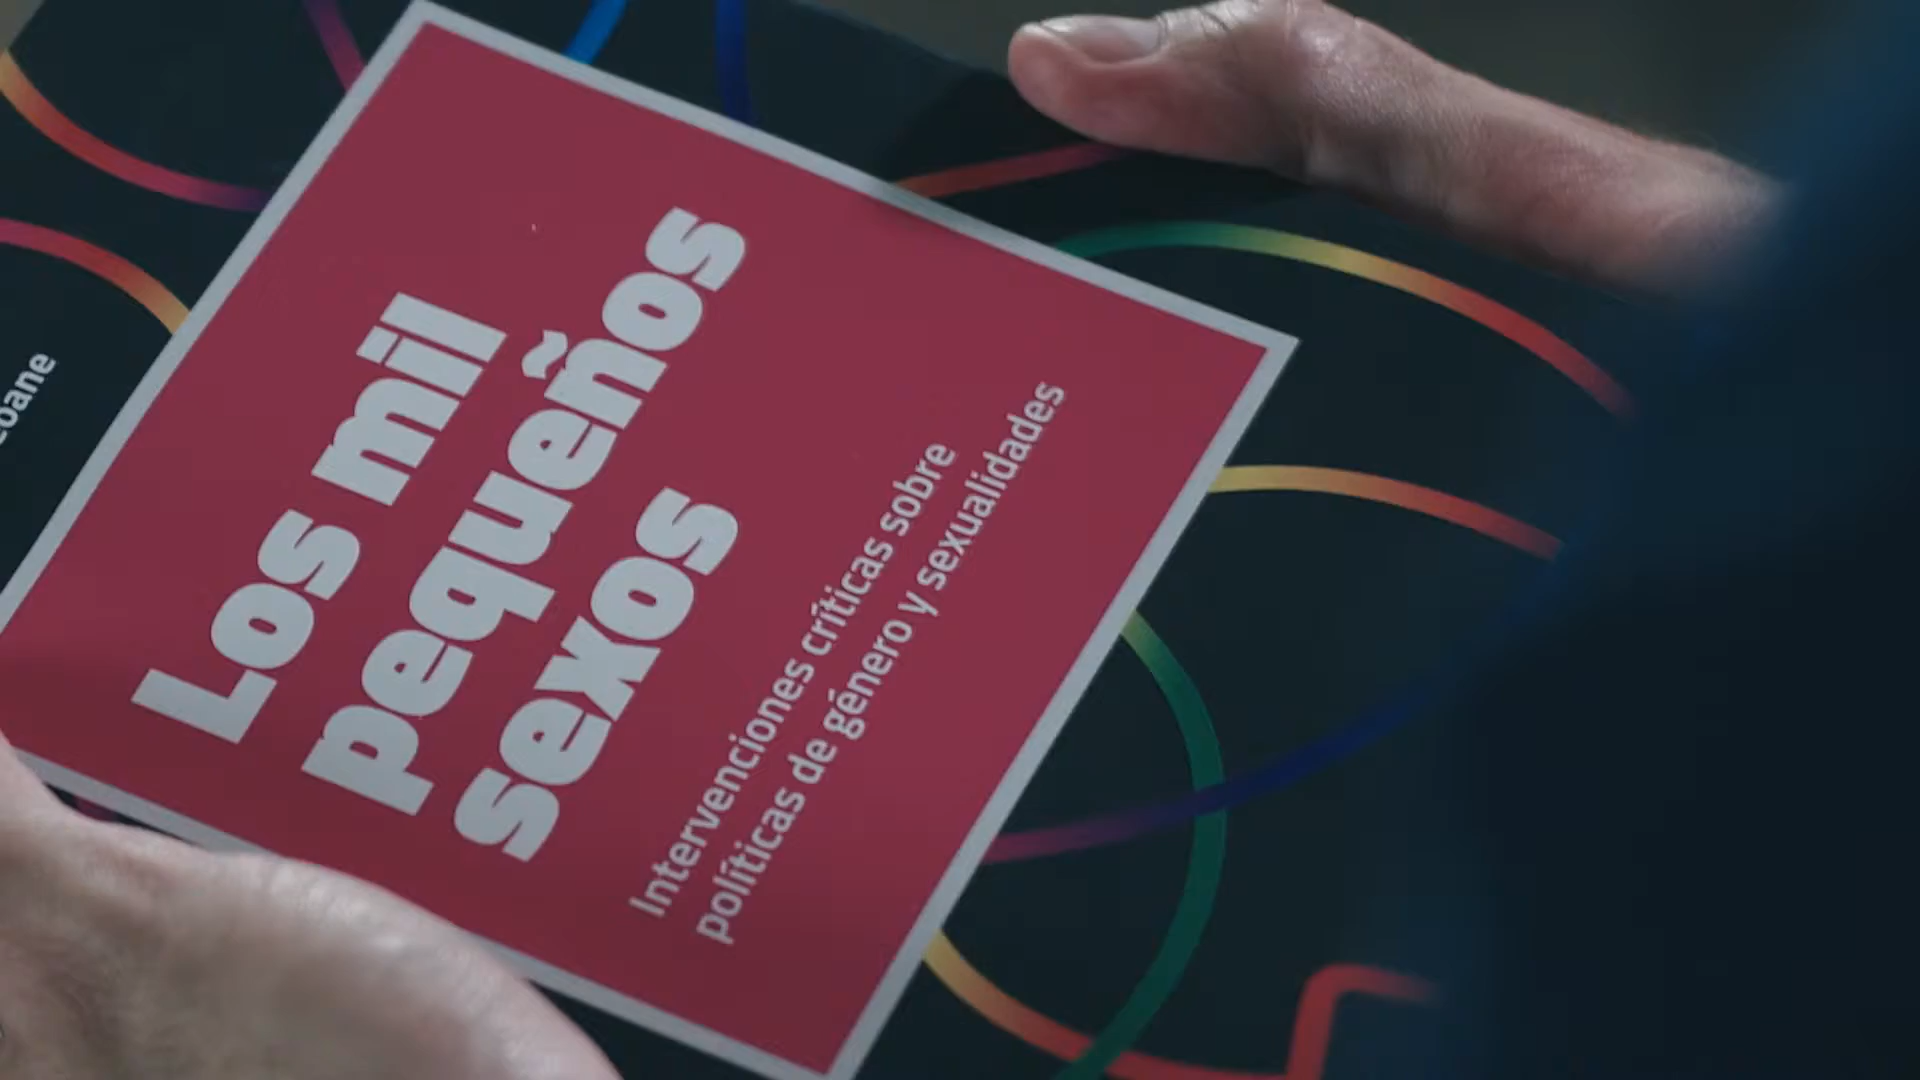 Los mil
pequeños
sexos
Intervenciones críticas sobre
políticas de género y sexualidades